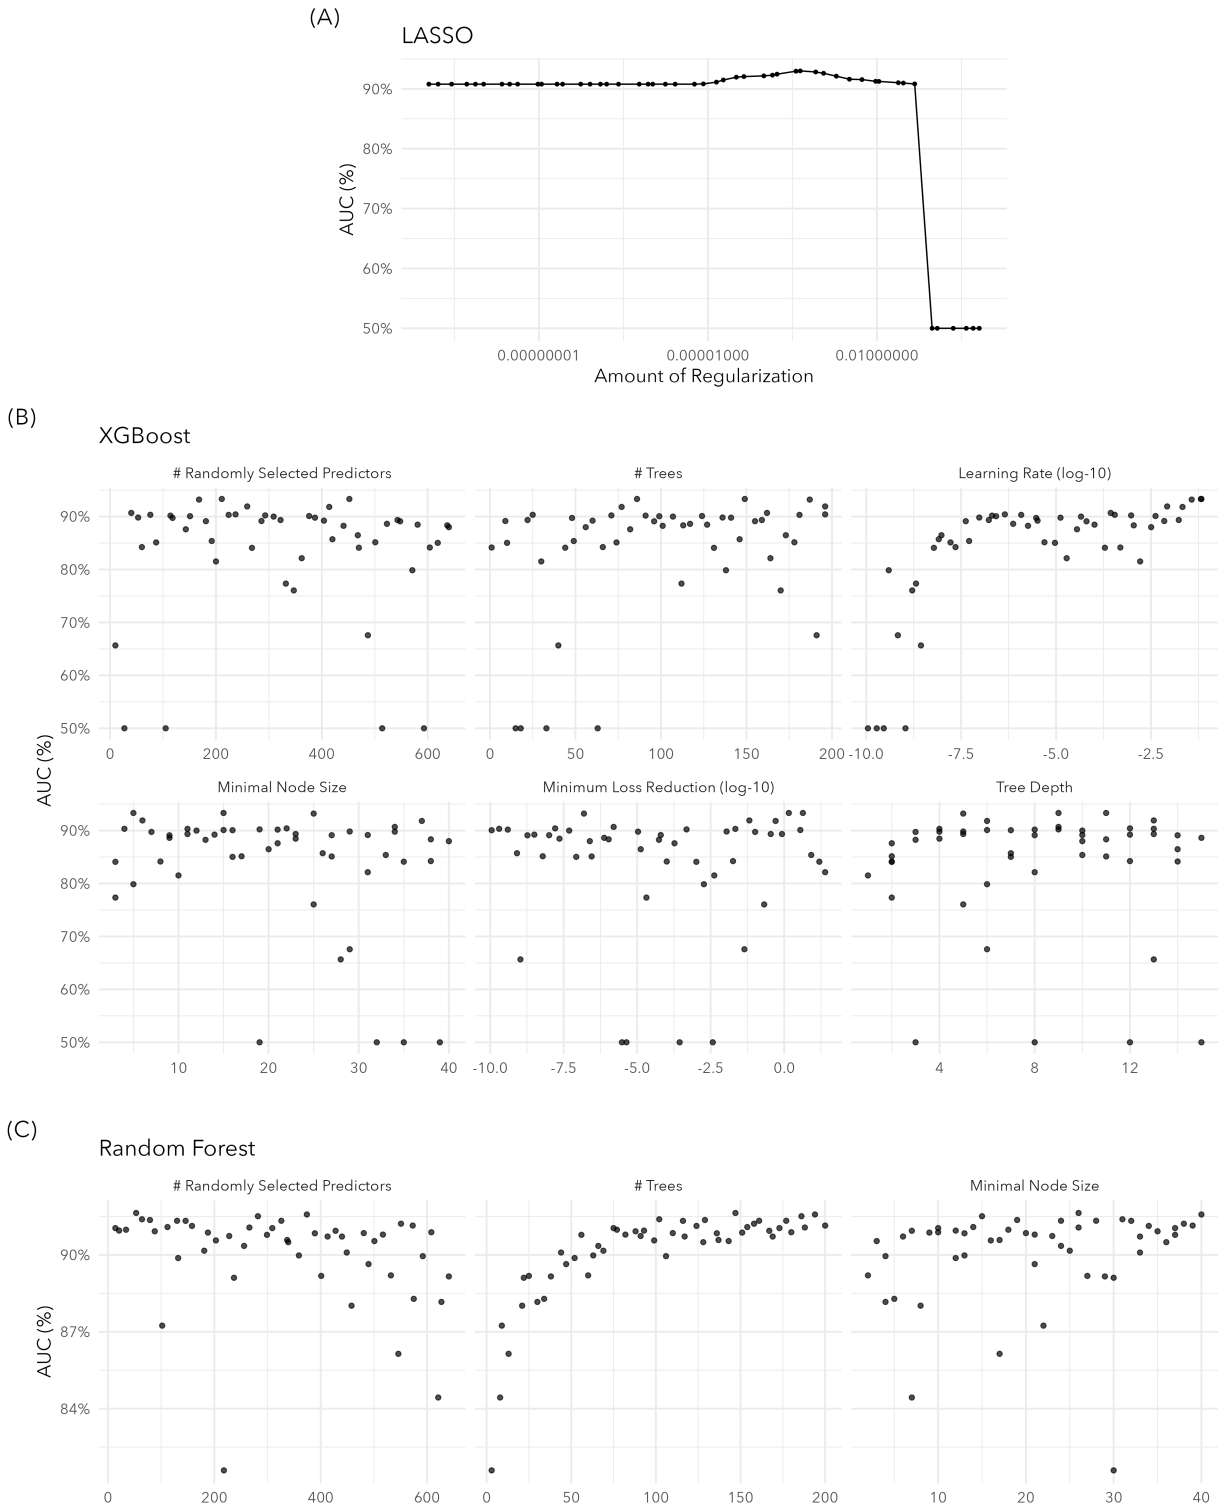 (A)
LASSO
90%
80%
70%
60%
50%
AUC (%)
0.00000001 0.00001000 0.01000000
Amount of Regularization
(B)
XGBoost
# Randomly Selected Predictors # Trees Learning Rate (log-10)
90%
80%
70%
60%
50%
0 200 400 600 0 50 100 150 200 -10.0 -7.5 -5.0 -2.5
AUC (%)
Minimal Node Size Minimum Loss Reduction (log-10) Tree Depth
90%
80%
70%
60%
50%
10 20 30 40 -10.0 -7.5 -5.0 -2.5 0.0 4 8 12
(C)
Random Forest
# Randomly Selected Predictors # Trees Minimal Node Size
90%
87%
84%
AUC (%)
0 200 400 600 0 50 100 150 200 10 20 30 40